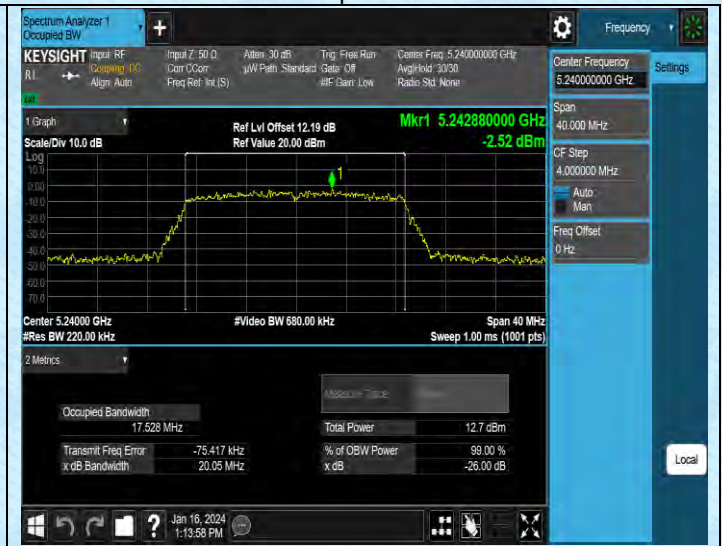 Spectrum Analyzer 1
Occupied BW
+
Frequency
KEYSIGHT Input: RF Input Z: 50 Ω Atten: 30 dB Trig: Free Run Center Freq: 5.240000000 GHz
R L Coupling: DC Corr CCorr µW Path: Standard Gate: Off Avg|Hold: 30/30
Align: Auto Freq Ref: Int (S) #IF Gain: Low Radio Std: None
Center Frequency
5.240000000 GHz
Settings
Span
40.000 MHz
CF Step
4.000000 MHz
Auto
Man
Freq Offset
0 Hz
1 Graph
Scale/Div 10.0 dB
Ref Lvl Offset 12.19 dB
Ref Value 20.00 dBm
Mkr1 5.242880000 GHz
-2.52 dBm
Log
10.0
0.00
-10.0
-20.0
-30.0
-40.0
-50.0
-60.0
-70.0
1
Center 5.24000 GHz #Video BW 680.00 kHz Span 40 MHz
#Res BW 220.00 kHz Sweep 1.00 ms (1001 pts)
2 Metrics
Measure Trace
Occupied Bandwidth
17.528 MHz
Total Power 12.7 dBm
Transmit Freq Error -75.417 kHz % of OBW Power 99.00 %
x dB Bandwidth 20.05 MHz x dB -26.00 dB
Local
?
Jan 16, 2024
1:13:58 PM